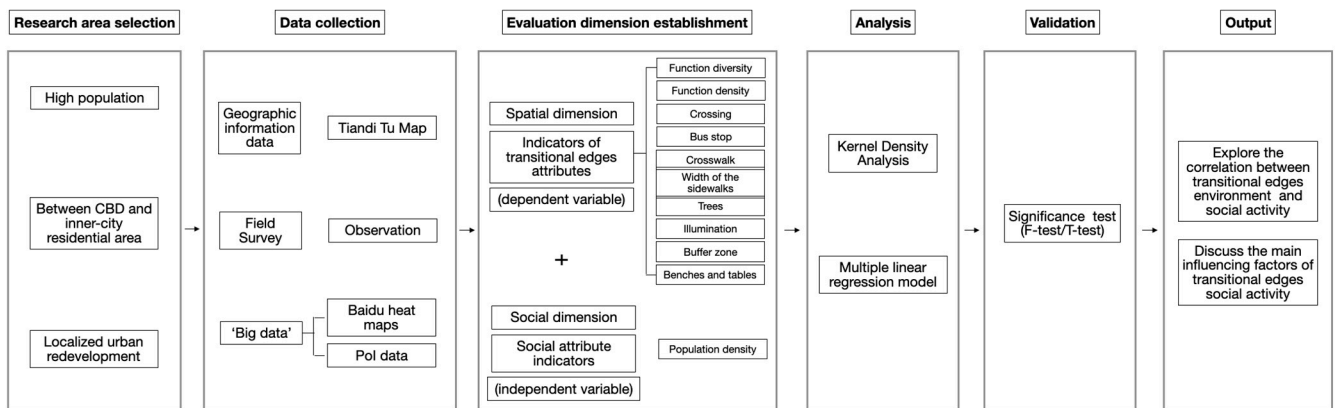 Research area selection
Data collection
Evaluation dimension establishment
Analysis
Validation
Output
High population
Between CBD and
inner-city
residential area
Localized urban
redevelopment
Geographic
information
data
Tiandi Tu Map
Field
Survey
Observation
‘Big data’
Baidu heat
maps
PoI data
Spatial dimension
Indicators of
transitional edges
attributes
(dependent variable)
Function diversity
Function density
Crossing
Bus stop
Crosswalk
Width of the
sidewalks
Trees
Illumination
Buffer zone
Benches and tables
+
Social dimension
Social attribute
indicators
(independent variable)
Population density
Kernel Density
Analysis
Multiple linear
regression model
Significance test
(F-test/T-test)
Explore the
correlation between
transitional edges
environment and
social activity
Discuss the main
influencing factors of
transitional edges
social activity